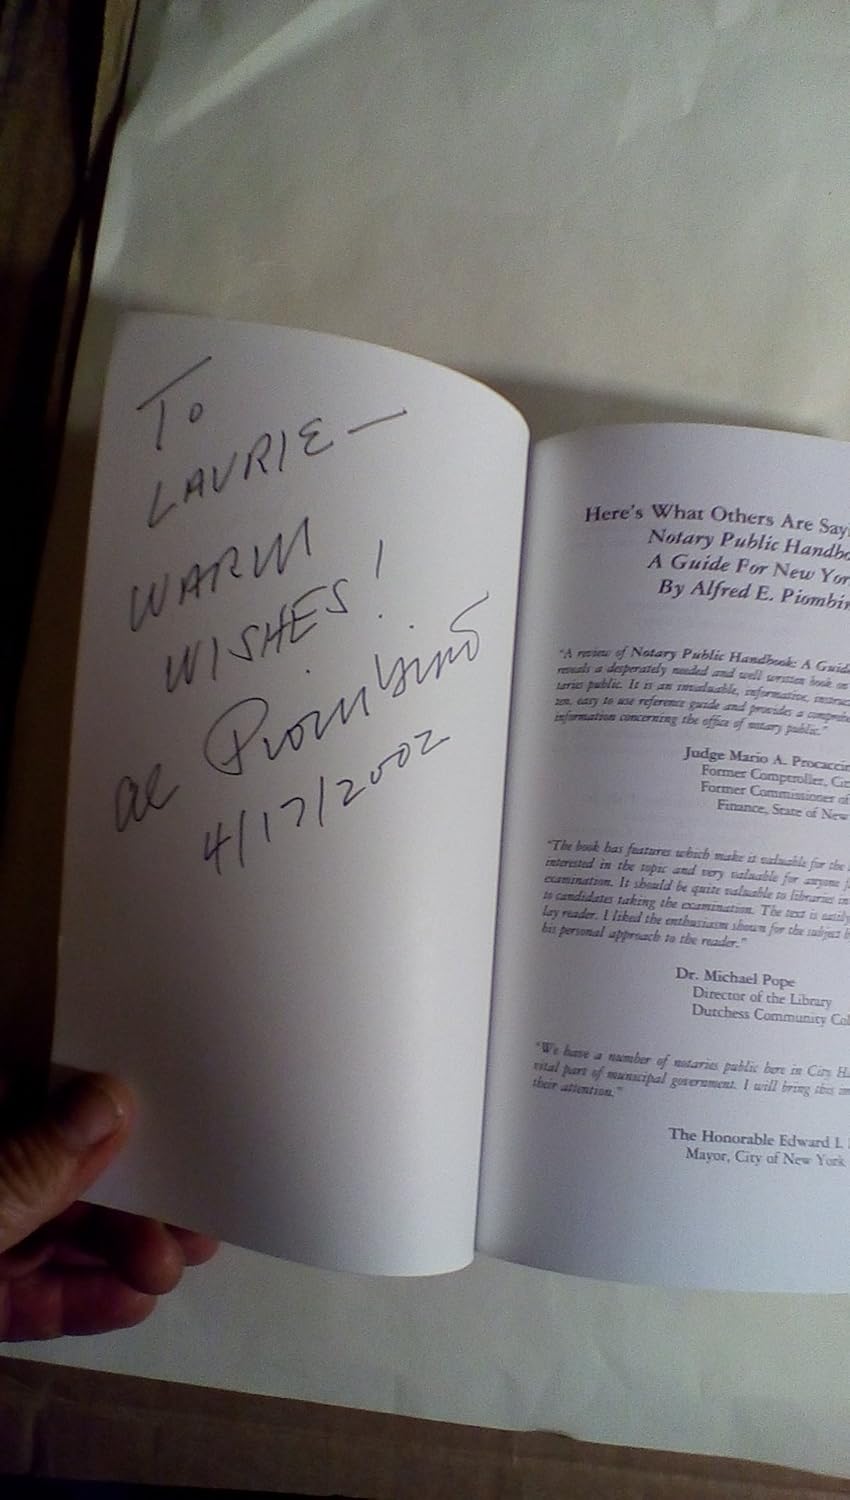 To
LAURIE —
WARM
WISHES!
Al Piombino
4/17/2002
Here's What Others Are Say
Notary Public Handbo
A Guide For New Yor
By Alfred E. Piombin
"A review of Notary Public Handbook: A Guid
reveals a desperately needed and well written book on
taries public. It is an invaluable, informative, instruc
ten, easy to use reference guide and provides a compreh
information concerning the office of notary public."
Judge Mario A. Procaccin
Former Comptroller, Cit
Former Commissioner of
Finance, State of New
"The book has features which make it valuable for the
interested in the topic and very valuable for anyone
examination. It should be quite valuable to libraries in
to candidates taking the examination. The text is easily
lay reader. I liked the enthusiasm shown for the subject
his personal approach to the reader."
Dr. Michael Pope
Director of the Library
Dutchess Community Col
"We have a number of notaries public here in City H
vital part of municipal government. I will bring this
their attention."
The Honorable Edward I.
Mayor, City of New York